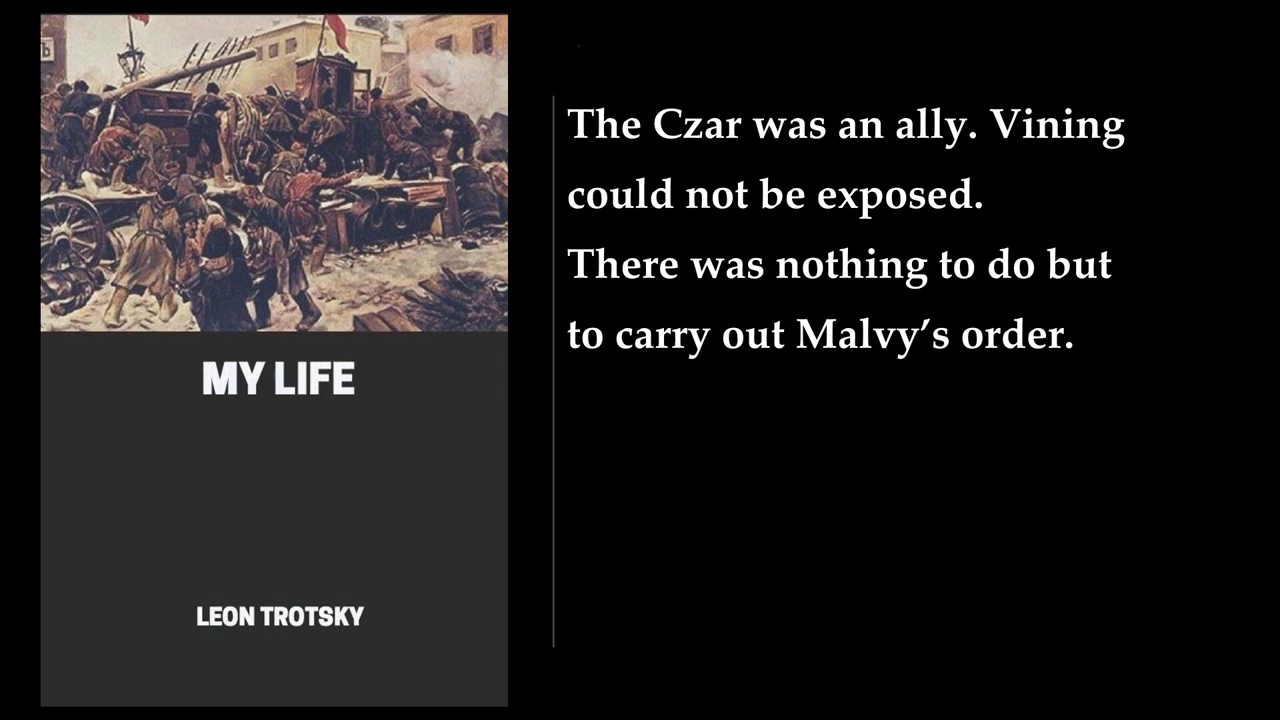 MY LIFE
LEON TROTSKY
The Czar was an ally. Vining
could not be exposed.
There was nothing to do but
to carry out Malvy’s order.